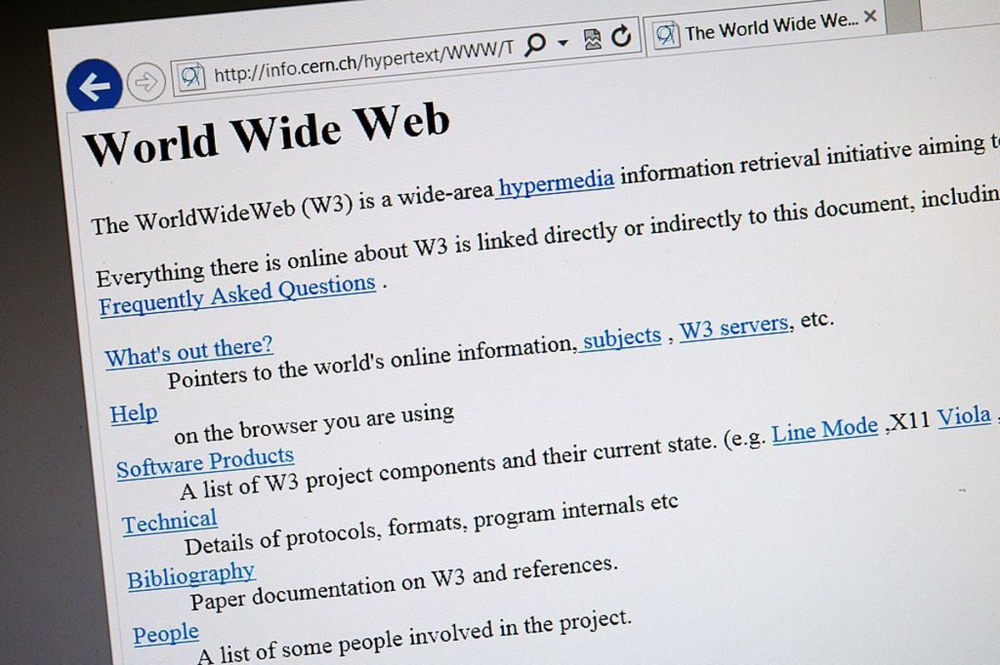 http://info.cern.ch/hypertext/WWW/T
The World Wide We...
World Wide Web
The WorldWideWeb (W3) is a wide-area hypermedia information retrieval initiative aiming t
Everything there is online about W3 is linked directly or indirectly to this document, includin
Frequently Asked Questions .
What's out there?
Pointers to the world's online information, subjects , W3 servers, etc.
Help
on the browser you are using
Software Products
A list of W3 project components and their current state. (e.g. Line Mode ,X11 Viola ,
Technical
Details of protocols, formats, program internals etc
Bibliography
Paper documentation on W3 and references.
People
A list of some people involved in the project.